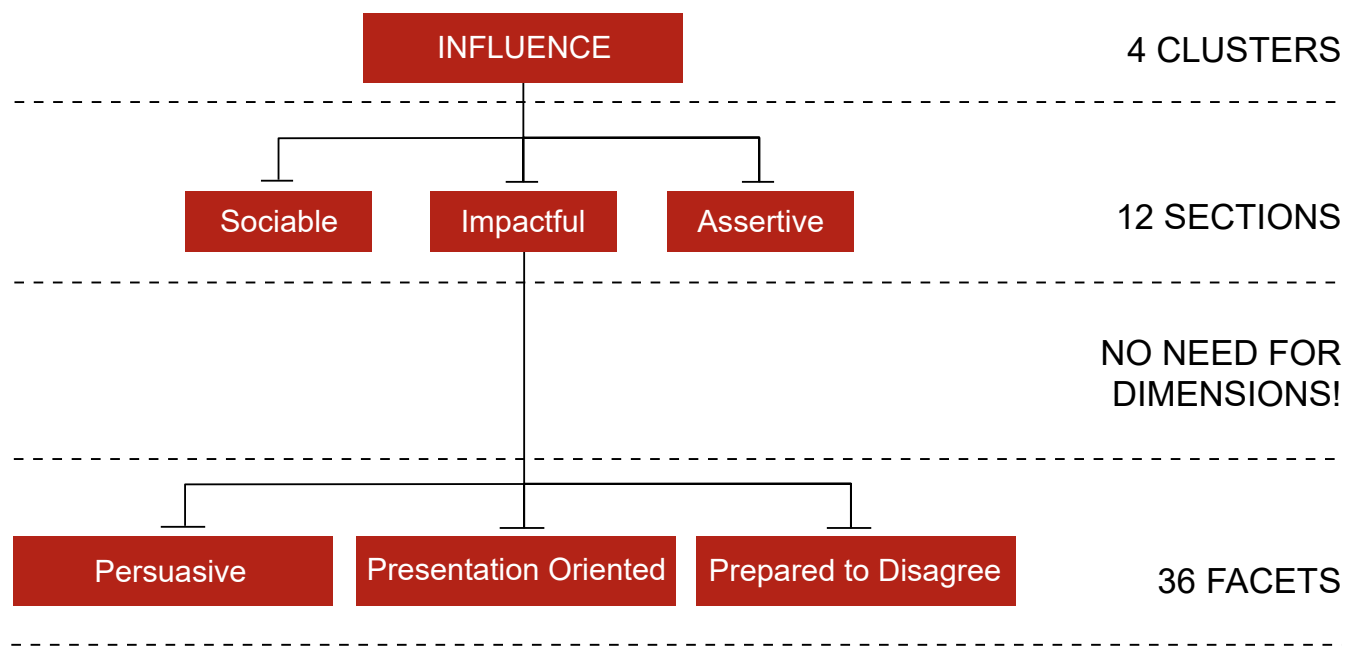 INFLUENCE
4 CLUSTERS
Sociable
Impactful
Assertive
12 SECTIONS
NO NEED FOR
DIMENSIONS!
Persuasive
Presentation Oriented
Prepared to Disagree
36 FACETS